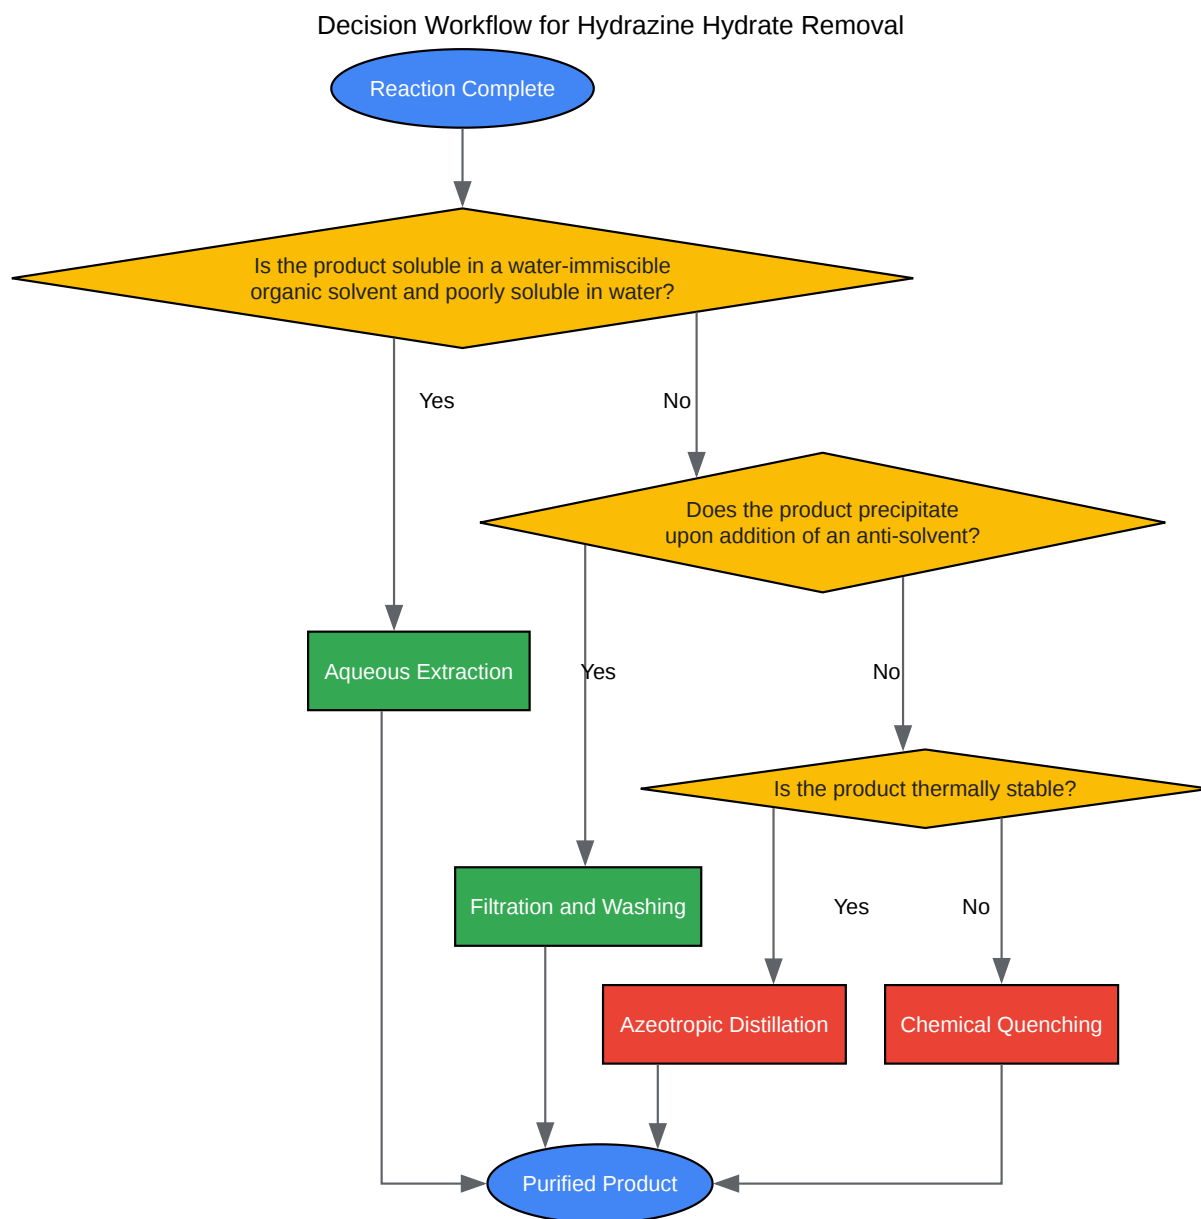 Decision Workflow for Hydrazine Hydrate Removal
Reaction Complete
Is the product soluble in a water-immiscible
organic solvent and poorly soluble in water?
Yes
No
Does the product precipitate
upon addition of an anti-solvent?
Aqueous Extraction
Yes
No
Is the product thermally stable?
Filtration and Washing
Yes
No
Azeotropic Distillation
Chemical Quenching
Purified Product